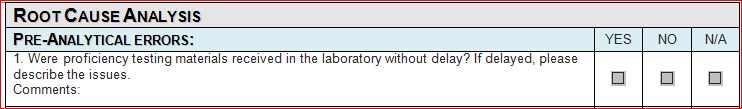 ROOT CAUSE ANALYSIS
PRE-ANALYTICAL ERRORS: YES NO N/A
1. Were proficiency testing materials received in the laboratory without delay? If delayed, please
describe the issues.
Comments: